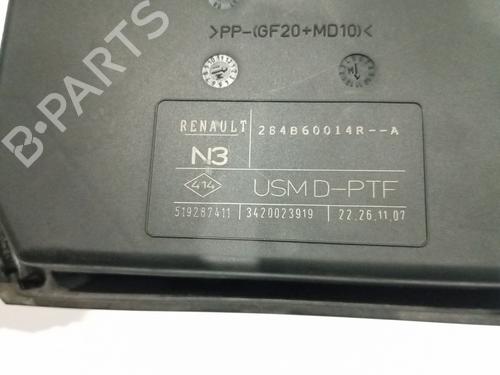 >PP-(GF20+MD10)<
B-PARTS
RENAULT 284B60014R--A
N3
414 USM D-PTF
519287411 3420023919 22.26.11.07